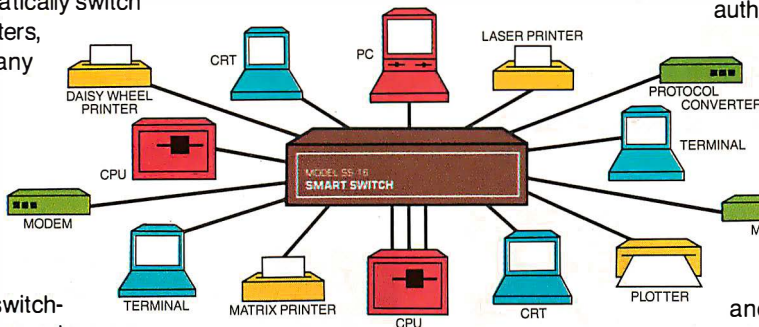 atically switch
ters,
any
auth
DAISY WHEEL
PRINTER
CRT
PC
LASER PRINTER
PROTOCOL
CONVERTER
CPU
TERMINAL
MODEL SS-16
SMART SWITCH
MODEM
M
TERMINAL
MATRIX PRINTER
CPU
CRT
PLOTTER
switch-
and